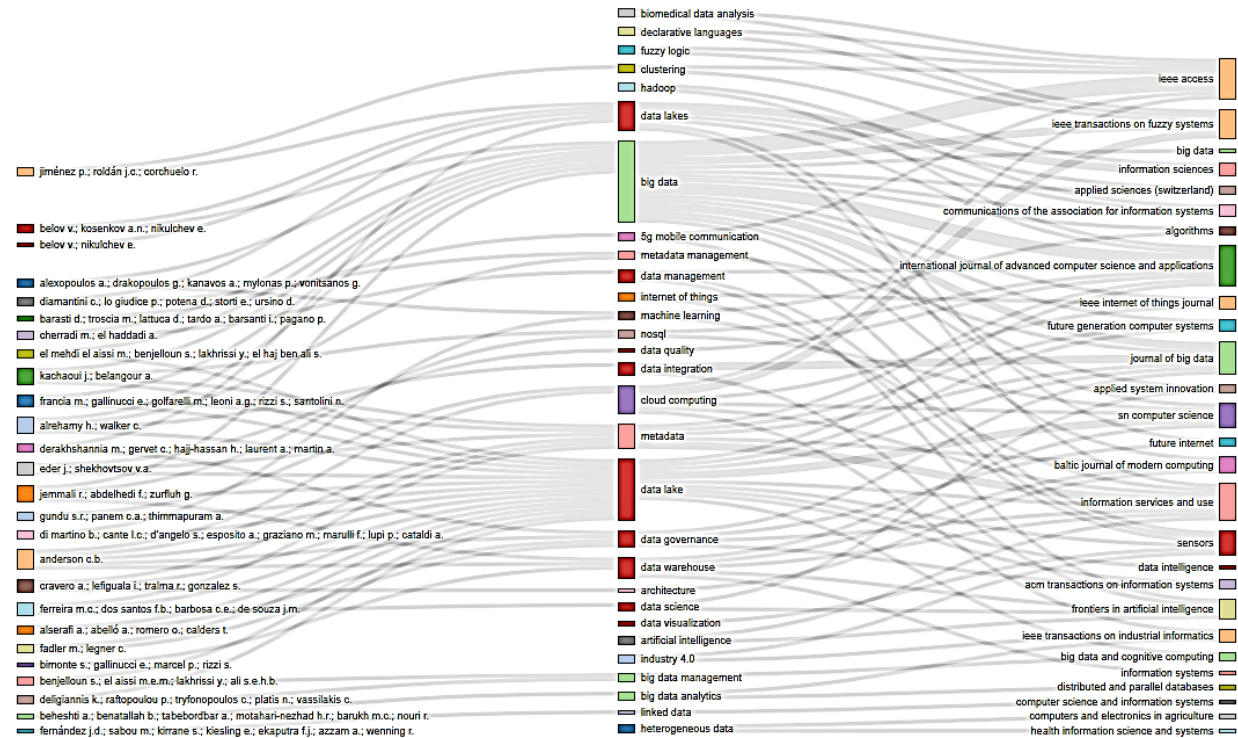 jiménez p.; roldán j.c.; corchuelo r.
belov v.; kosenkov a.n.; nikulchev e.
belov v.; nikulchev e.
alexopoulos a.; drakopoulos g.; kanavos a.; mylonas p.; vonitsanos g.
diamantini c.; lo giudice p.; potena d.; storti e.; ursino d.
barasti d.; troscia m.; lattuca d.; tardo a.; barsanti i.; pagano p.
cherradi m.; el haddadi a.
el mehdi el aissi m.; benjelloun s.; lakhrissi y.; el haj ben ali s.
kachaoui j.; belangour a.
francia m.; gallinucci e.; golfarelli m.; leoni a.g.; rizzi s.; santolini n.
alrehamy h.; walker c.
derakhshannia m.; gervet c.; hajj-hassan h.; laurent a.; martin a.
eder j.; shekhovtsov v.a.
jemmali r.; abdelhedi f.; zurfluh g.
gundu s.r.; panem c.a.; thimmapuram a.
di martino b.; cante l.c.; d'angelo s.; esposito a.; graziano m.; marulli f.; lupi p.; cataldi a.
anderson c.b.
cravero a.; lefiguala i.; tralma r.; gonzalez s.
ferreira m.c.; dos santos f.b.; barbosa c.e.; de souza j.m.
alserafi a.; abelló a.; romero o.; calders t.
fadler m.; legner c.
bimonte s.; gallinucci e.; marcel p.; rizzi s.
benjelloun s.; el aissi m.e.m.; lakhrissi y.; ali s.e.h.b.
deligiannis k.; raftopoulou p.; tryfonopoulos c.; platis n.; vassilakis c.
beheshti a.; benatallah b.; tabebordbar a.; motahari-nezhad h.r.; barukh m.c.; nouri r.
fernández j.d.; sabou m.; kirrane s.; kiesling e.; ekaputra f.j.; azzam a.; wenning r.
biomedical data analysis
declarative languages
fuzzy logic
clustering
hadoop
data lakes
big data
5g mobile communication
metadata management
data management
internet of things
machine learning
nosql
data quality
data integration
cloud computing
metadata
data lake
data governance
data warehouse
architecture
data science
data visualization
artificial intelligence
industry 4.0
big data management
big data analytics
linked data
heterogeneous data
ieee access
ieee transactions on fuzzy systems
big data
information sciences
applied sciences (switzerland)
communications of the association for information systems
algorithms
international journal of advanced computer science and applications
ieee internet of things journal
future generation computer systems
journal of big data
applied system innovation
sn computer science
future internet
baltic journal of modern computing
information services and use
sensors
data intelligence
acm transactions on information systems
frontiers in artificial intelligence
ieee transactions on industrial informatics
big data and cognitive computing
information systems
distributed and parallel databases
computer science and information systems
computers and electronics in agriculture
health information science and systems